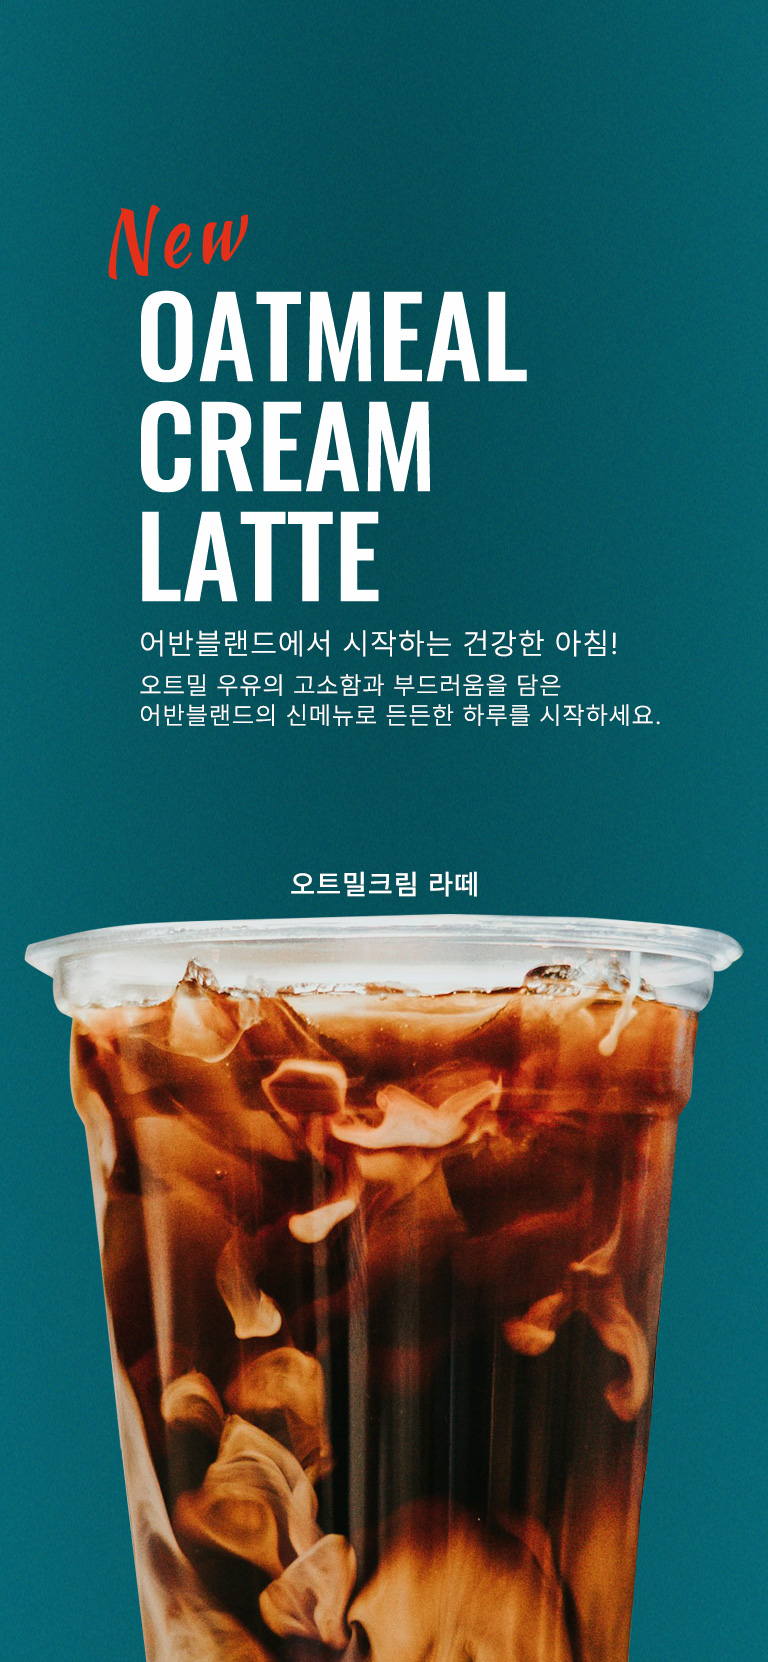 New
OATMEAL
CREAM
LATTE
어반블랜드에서 시작하는 건강한 아침!
오트밀 우유의 고소함과 부드러움을 담은
어반블랜드의 신메뉴로 든든한 하루를 시작하세요.
오트밀크림 라떼